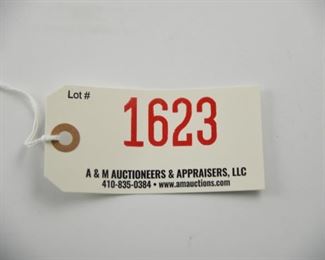 Lot #
1623
A & M AUCTIONEERS & APPRAISERS, LLC
410-835-0384 • www.amauctions.com